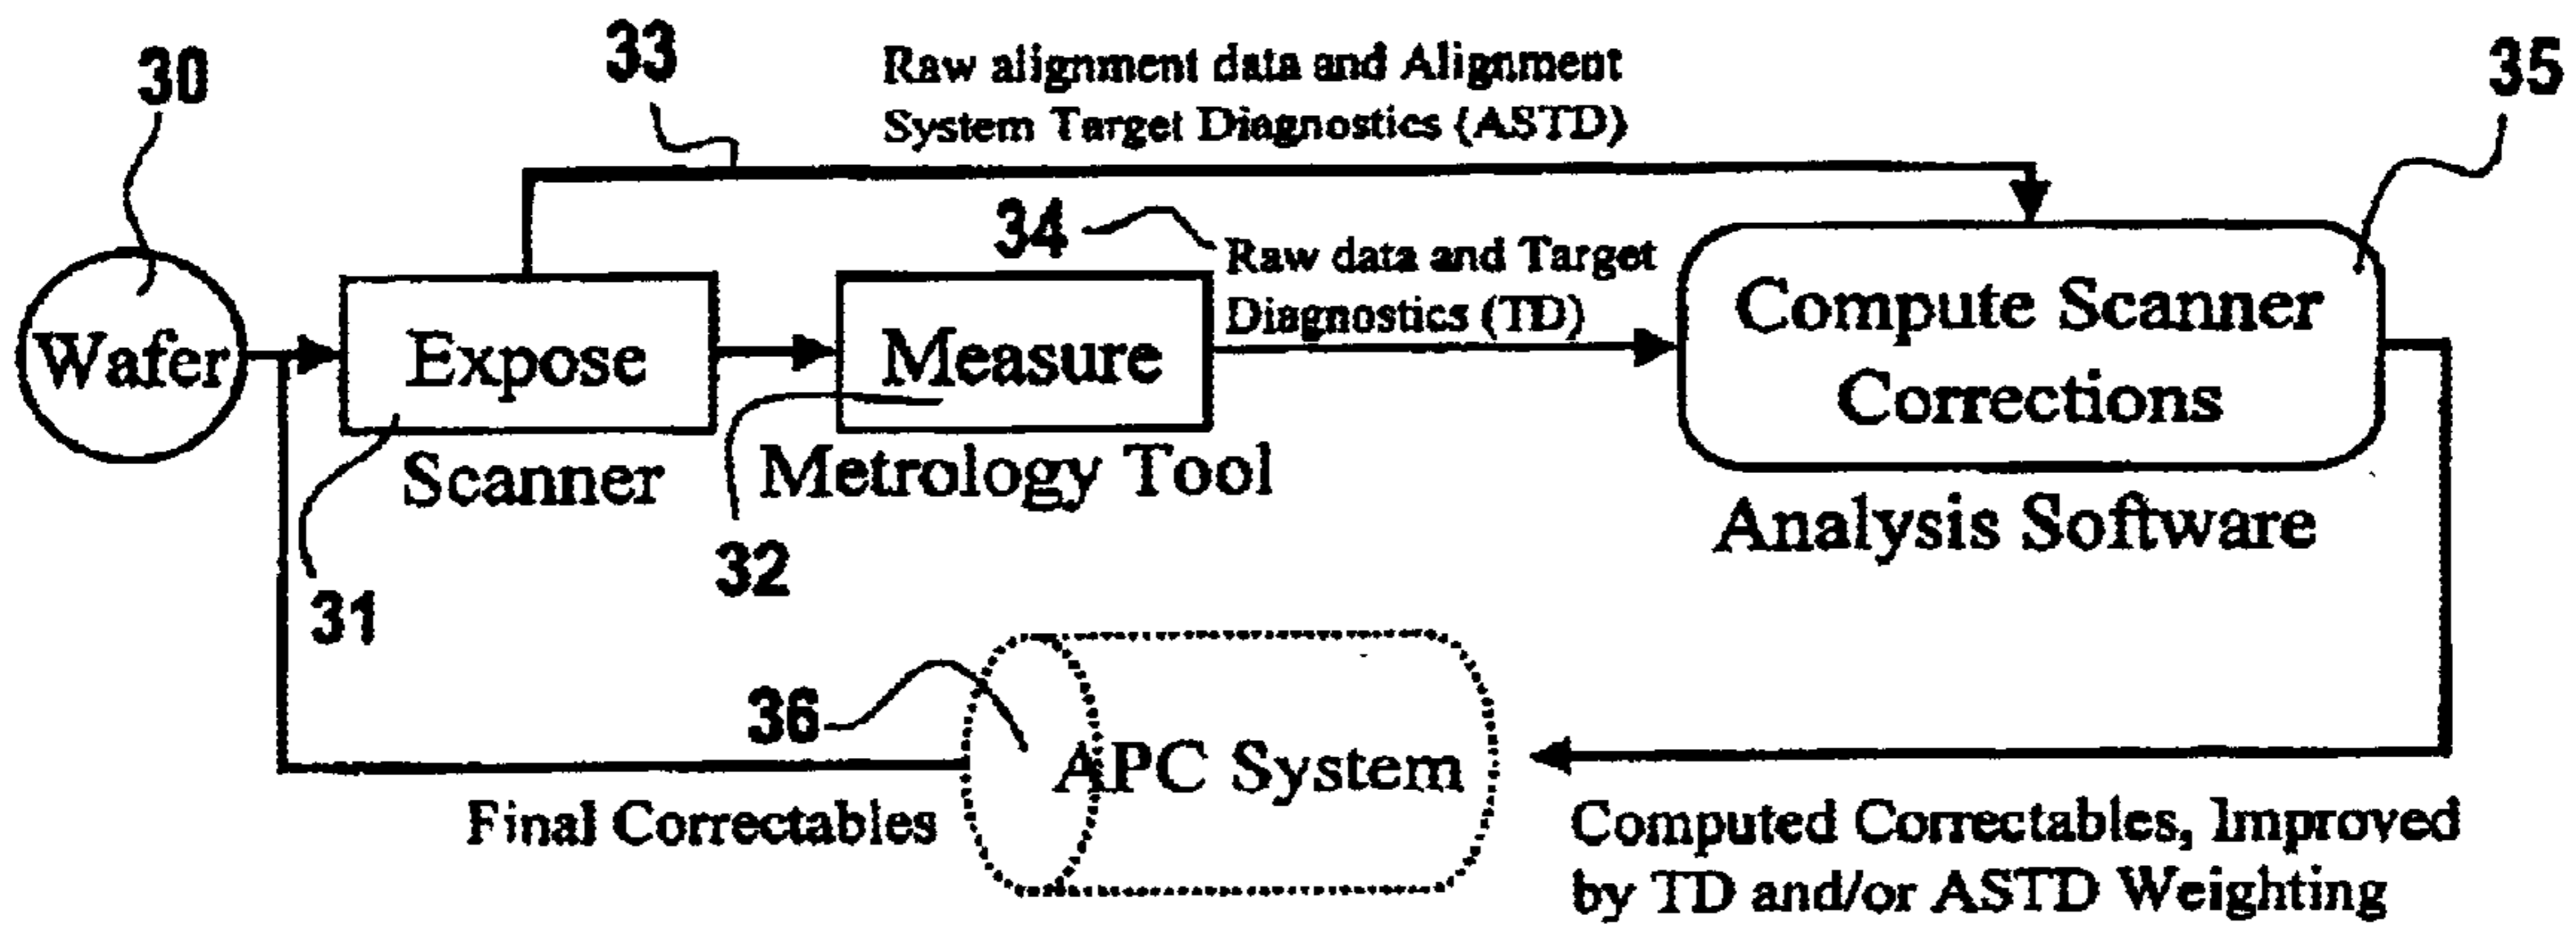 30
33
Raw alignment data and Alignment
System Target Diagnostics (ASTD)
35
34
Raw data and Target
Diagnostics (TD)
Wafer
Expose
Measure
Compute Scanner
Corrections
Scanner
Metrology Tool
Analysis Software
31
32
36
APC System
Final Correctables
Computed Correctables, Improved
by TD and/or ASTD Weighting